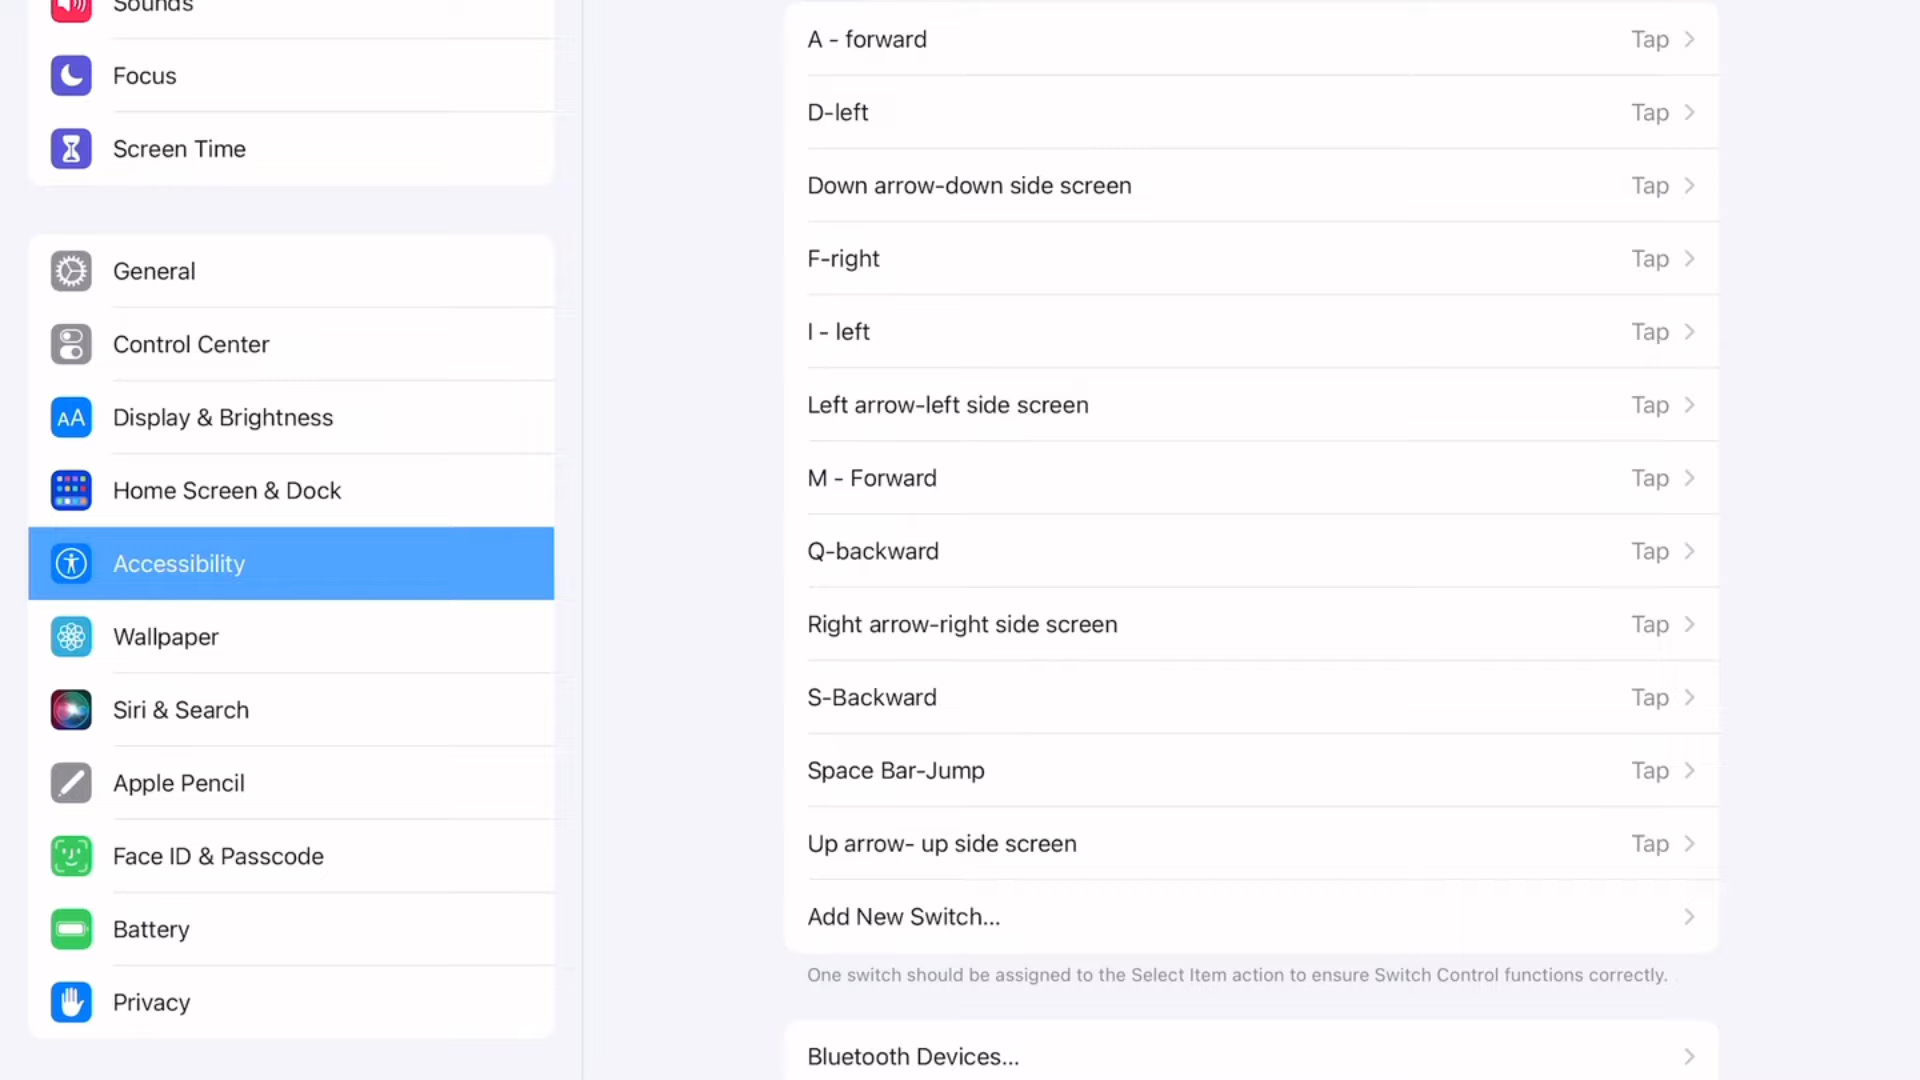 Sounds
Focus
Screen Time
General
Control Center
AA
Display & Brightness
Home Screen & Dock
Accessibility
Wallpaper
Siri & Search
Apple Pencil
Face ID & Passcode
Battery
Privacy
A - forward Tap
D-left Tap
Down arrow-down side screen Tap
F-right Tap
I - left Tap
Left arrow-left side screen Tap
M - Forward Tap
Q-backward Tap
Right arrow-right side screen Tap
S-Backward Tap
Space Bar-Jump Tap
Up arrow- up side screen Tap
Add New Switch...
One switch should be assigned to the Select Item action to ensure Switch Control functions correctly.
Bluetooth Devices...